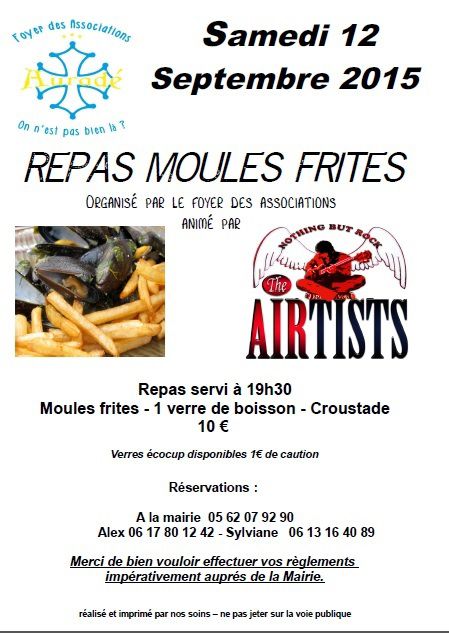 Foyer des Associations
Auradé
On n'est pas bien là ?
Samedi 12
Septembre 2015
REPAS MOULES FRITES
ORGANISÉ PAR LE FOYER DES ASSOCIATIONS
ANIMÉ PAR
NOTHING BUT ROCK
The
AIRTISTS
Repas servi à 19h30
Moules frites - 1 verre de boisson - Croustade
10 €
Verres écocup disponibles 1€ de caution
Réservations :
A la mairie 05 62 07 92 90
Alex 06 17 80 12 42 - Sylviane 06 13 16 40 89
Merci de bien vouloir effectuer vos règlements
impérativement auprés de la Mairie.
réalisé et imprimé par nos soins – ne pas jeter sur la voie publique